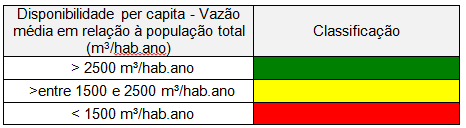 Disponibilidade per capita - Vazão
média em relação à população total
(m³/hab.ano)
Classificação
> 2500 m³/hab.ano
>entre 1500 e 2500 m³/hab.ano
< 1500 m³/hab.ano